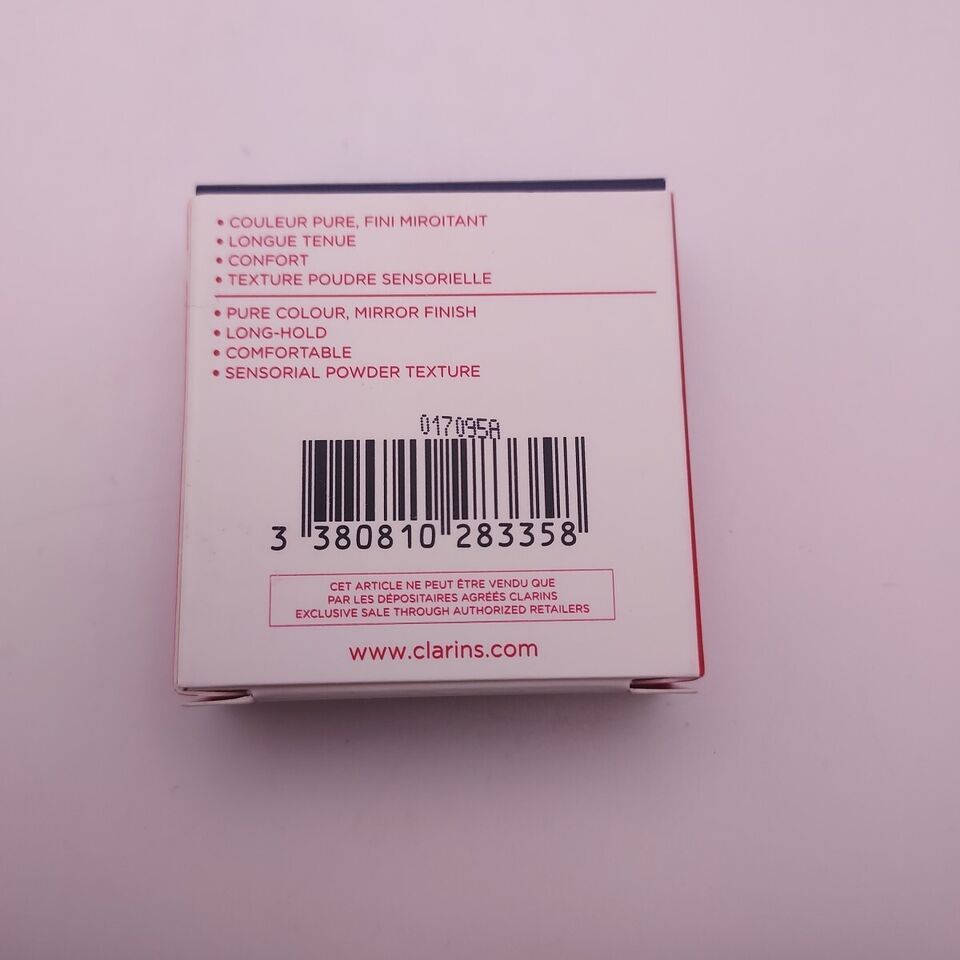 • COULEUR PURE, FINI MIROITANT
• LONGUE TENUE
• CONFORT
• TEXTURE POUDRE SENSORIELLE
• PURE COLOUR, MIRROR FINISH
• LONG-HOLD
• COMFORTABLE
• SENSORIAL POWDER TEXTURE
017095A
3 380810 283358
CET ARTICLE NE PEUT ÊTRE VENDU QUE
PAR LES DÉPOSITAIRES AGRÉÉS CLARINS
EXCLUSIVE SALE THROUGH AUTHORIZED RETAILERS
www.clarins.com